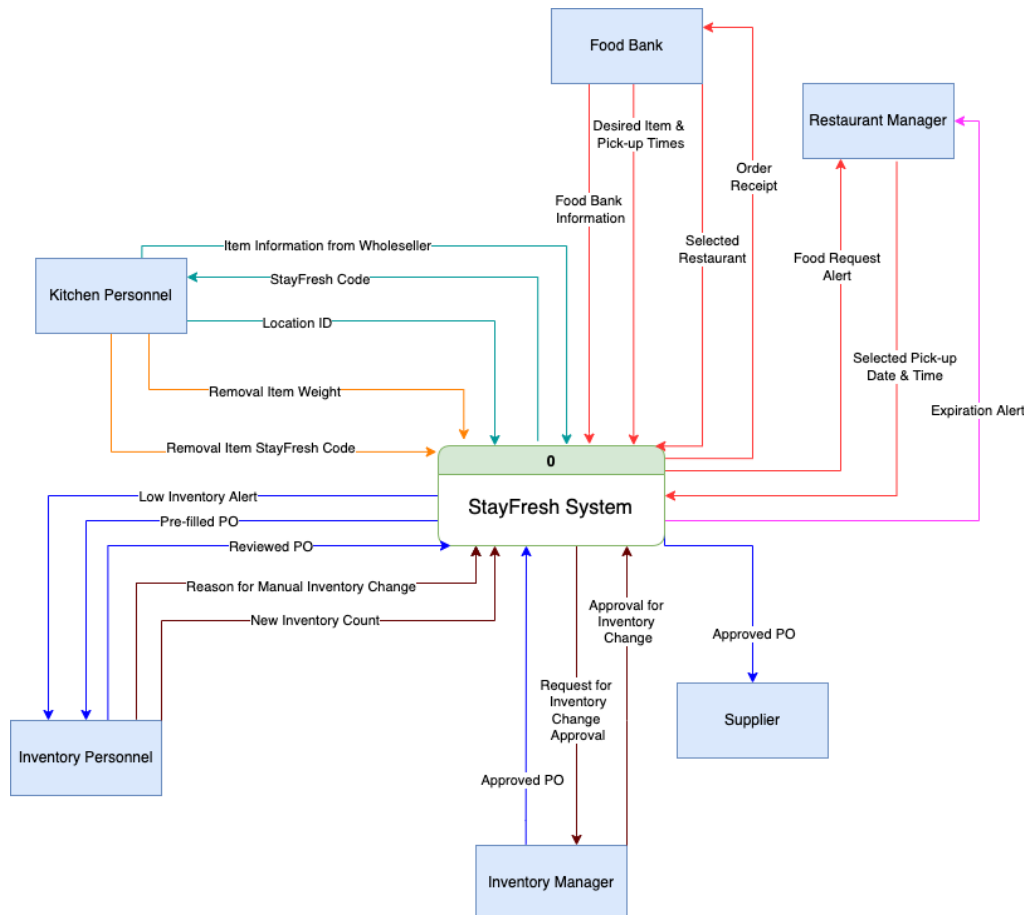 Food Bank
Restaurant Manager
Desired Item &
Pick-up Times
Order
Receipt
Food Bank
Information
Selected
Restaurant
Food Request
Alert
Item Information from Wholeseller
StayFresh Code
Kitchen Personnel
Location ID
Selected Pick-up
Date & Time
Removal Item Weight
Expiration Alert
Removal Item StayFresh Code
0
StayFresh System
Low Inventory Alert
Pre-filled PO
Reviewed PO
Reason for Manual Inventory Change
New Inventory Count
Approval for
Inventory
Change
Approved PO
Request for
Inventory
Change
Approval
Supplier
Inventory Personnel
Approved PO
Inventory Manager